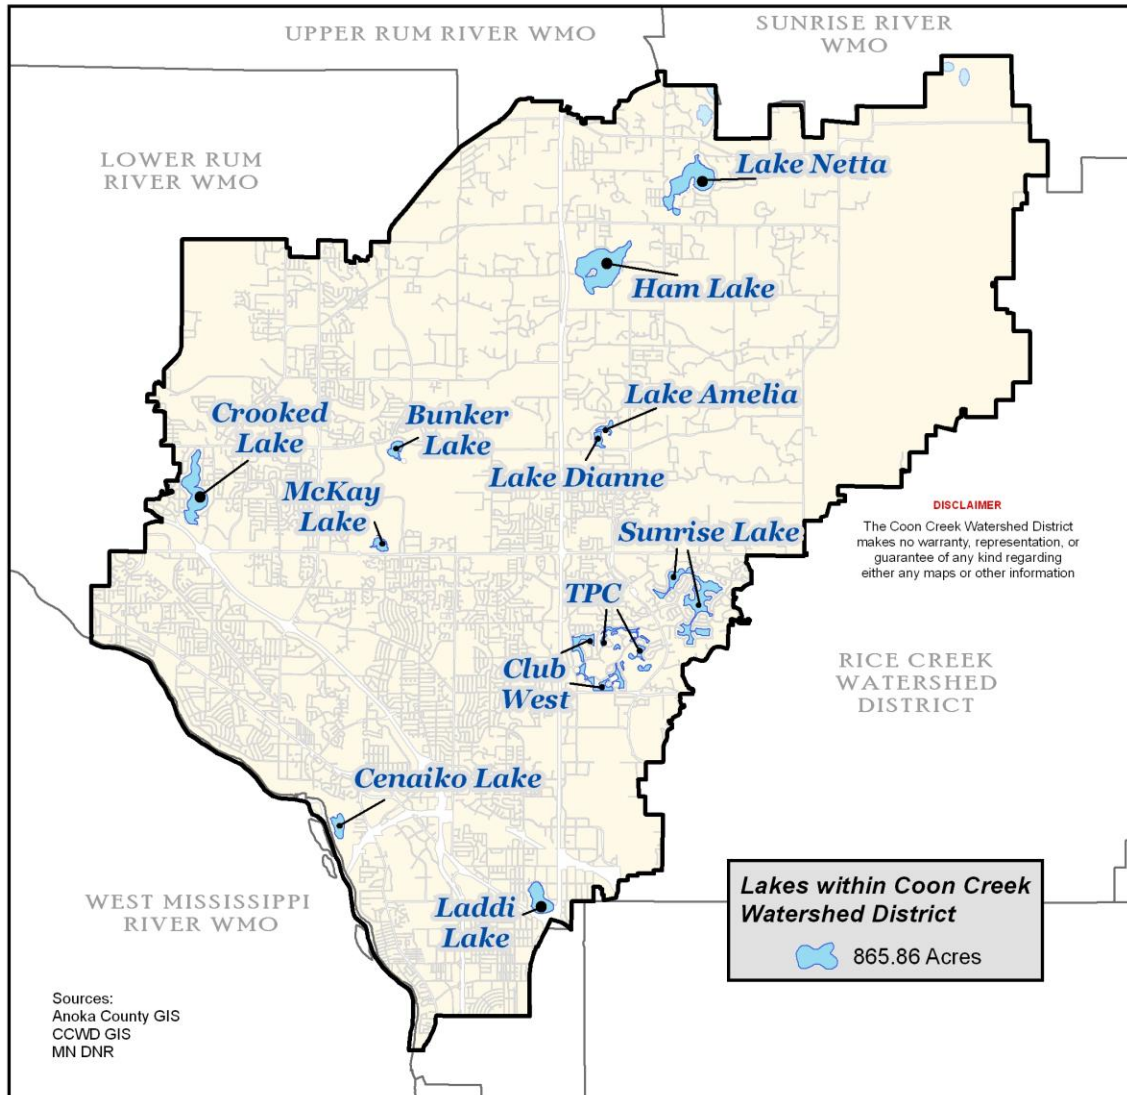 UPPER RUM RIVER WMO
SUNRISE RIVER
WMO
LOWER RUM
RIVER WMO
Lake Netta
Ham Lake
Lake Amelia
Crooked
Lake
Bunker
Lake
Lake Dianne
McKay
Lake
DISCLAIMER
The Coon Creek Watershed District
makes no warranty, representation, or
guarantee of any kind regarding
either any maps or other information
Sunrise Lake
TPC
Club
West
RICE CREEK
WATERSHED
DISTRICT
Cenaiko Lake
WEST MISSISSIPPI
RIVER WMO
Laddi
Lake
Lakes within Coon Creek
Watershed District
865.86 Acres
Sources:
Anoka County GIS
CCWD GIS
MN DNR